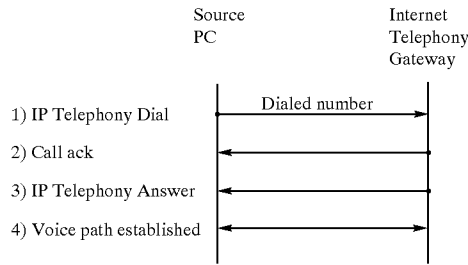 Source
PC
Internet
Telephony
Gateway
Dialed number
1) IP Telephony Dial
2) Call ack
3) IP Telephony Answer
4) Voice path established